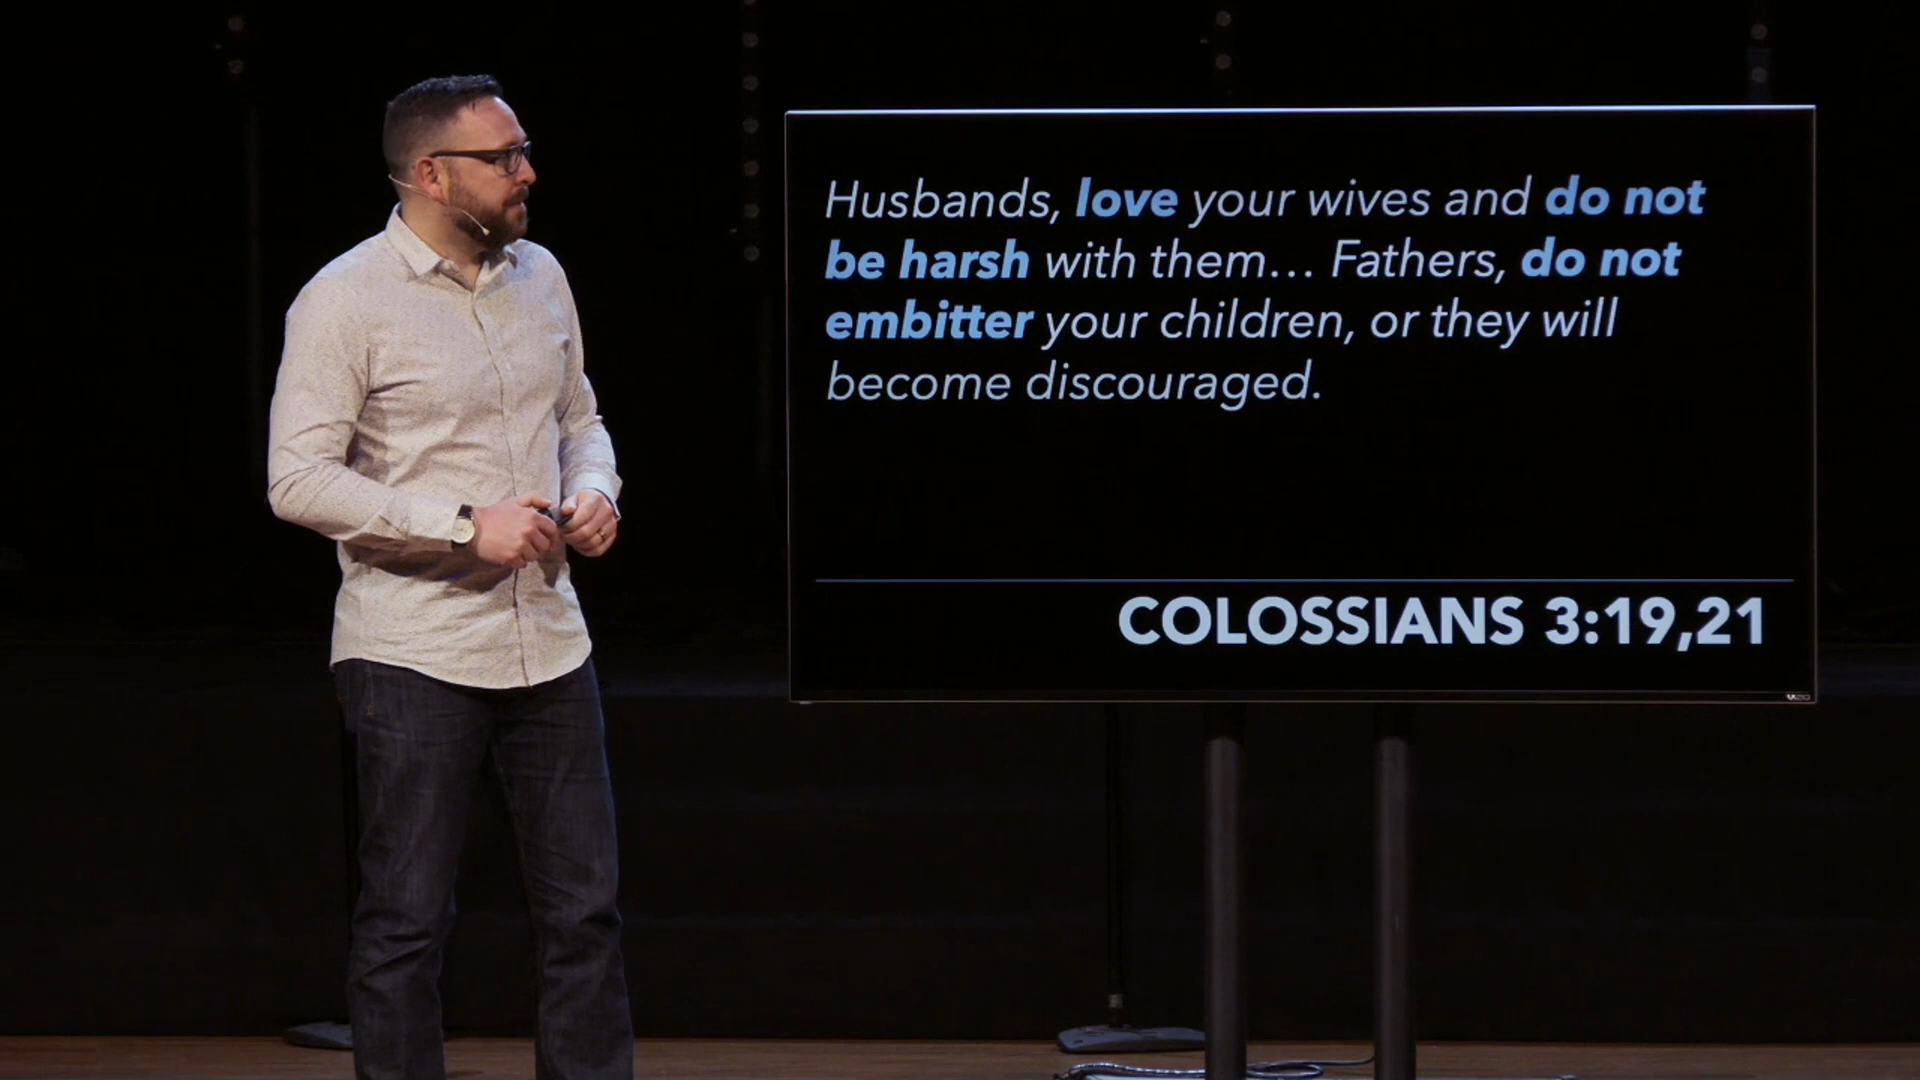 Husbands, love your wives and do not
be harsh with them... Fathers, do not
embitter your children, or they will
become discouraged.
COLOSSIANS 3:19,21
VIZIO